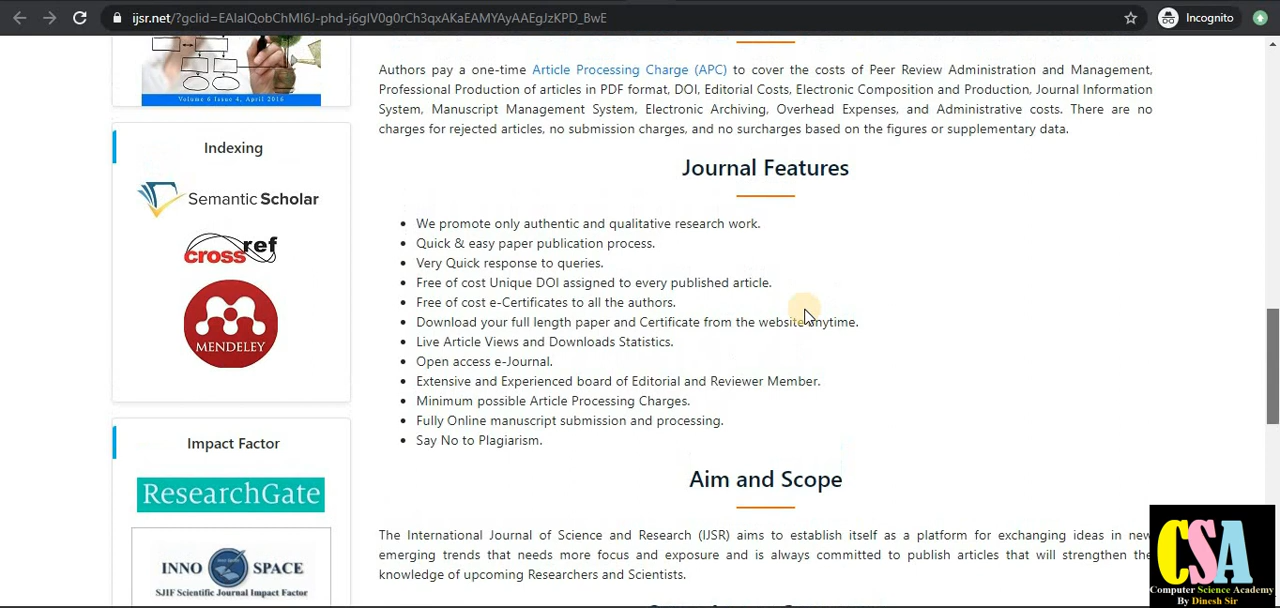 ijsr.net/?gclid=EAIaIQobChMI6J-phd-j6gIV0g0rCh3qxAKaEAMYAyAAEgJzKPD_BwE
Incognito
Volume 6 Issue 4, April 2016
Indexing
Semantic Scholar
crossref
MENDELEY
Impact Factor
ResearchGate
INNO SPACE
SJIF Scientific Journal Impact Factor
Authors pay a one-time Article Processing Charge (APC) to cover the costs of Peer Review Administration and Management,
Professional Production of articles in PDF format, DOI, Editorial Costs, Electronic Composition and Production, Journal Information
System, Manuscript Management System, Electronic Archiving, Overhead Expenses, and Administrative costs. There are no
charges for rejected articles, no submission charges, and no surcharges based on the figures or supplementary data.
Journal Features
We promote only authentic and qualitative research work.
Quick & easy paper publication process.
Very Quick response to queries.
Free of cost Unique DOI assigned to every published article.
Free of cost e-Certificates to all the authors.
Download your full length paper and Certificate from the website anytime.
Live Article Views and Downloads Statistics.
Open access e-Journal.
Extensive and Experienced board of Editorial and Reviewer Member.
Minimum possible Article Processing Charges.
Fully Online manuscript submission and processing.
Say No to Plagiarism.
Aim and Scope
The International Journal of Science and Research (IJSR) aims to establish itself as a platform for exchanging ideas in new
emerging trends that needs more focus and exposure and is always committed to publish articles that will strengthen the
knowledge of upcoming Researchers and Scientists.
CSA
Computer Science Academy
By Dinesh Sir